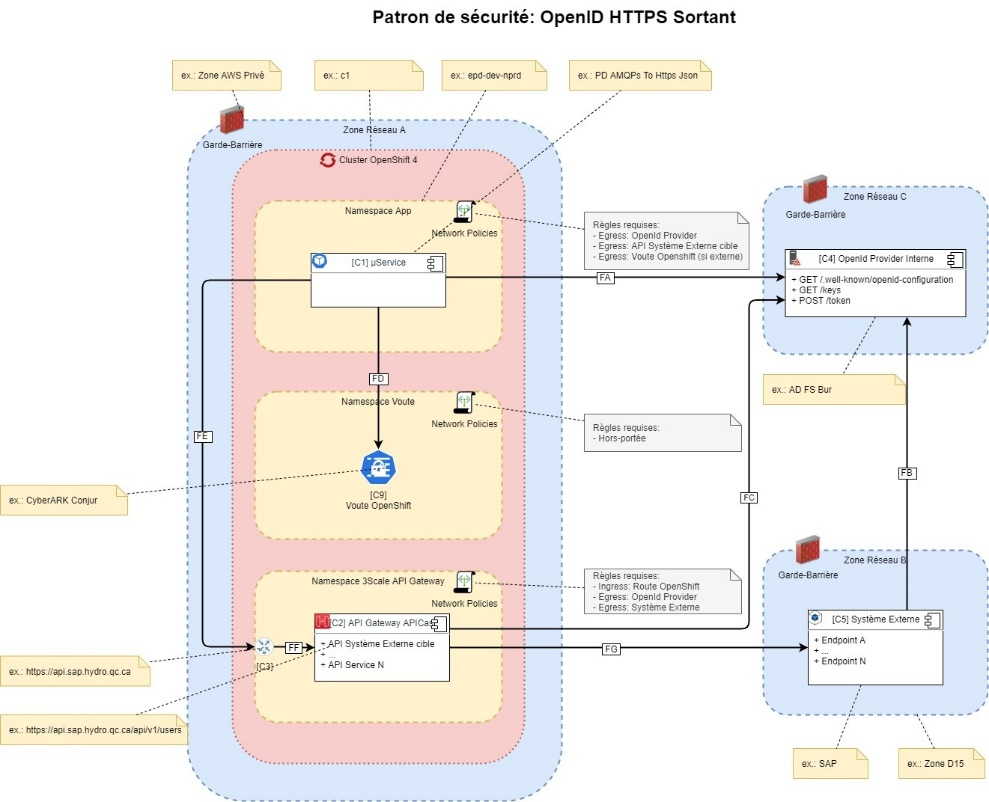 Patron de sécurité: OpenID HTTPS Sortant
ex.: Zone AWS Privé
ex.: c1
ex.: epd-dev-nprd
ex.: PD AMQPs To Https Json
Zone Réseau A
Garde-Barrière
Cluster OpenShift 4
Namespace App
Network Policies
[C1] µService
Règles requises:
- Egress: OpenId Provider
- Egress: API Système Externe cible
- Egress: Voute Openshift (si externe)
Zone Réseau C
Garde-Barrière
[C4] OpenId Provider Interne
+ GET /.well-known/openid-configuration
+ GET /keys
+ POST /token
FA
FD
ex.: AD FS Bur
Namespace Voute
Network Policies
Règles requises:
- Hors-portée
FE
FB
[C9]
Voute OpenShift
ex.: CyberARK Conjur
FC
Zone Réseau B
Garde-Barrière
Namespace 3Scale API Gateway
Network Policies
Règles requises:
- Ingress: Route OpenShift
- Egress: OpenId Provider
- Egress: Système Externe
[C2] API Gateway APICas
+ API Système Externe cible
+ ...
+ API Service N
[C5] Système Externe
+ Endpoint A
+ ...
+ Endpoint N
FF
FG
[C3]
ex.: https://api.sap.hydro.qc.ca
ex.: https://api.sap.hydro.qc.ca/api/v1/users
ex.: SAP
ex.: Zone D15